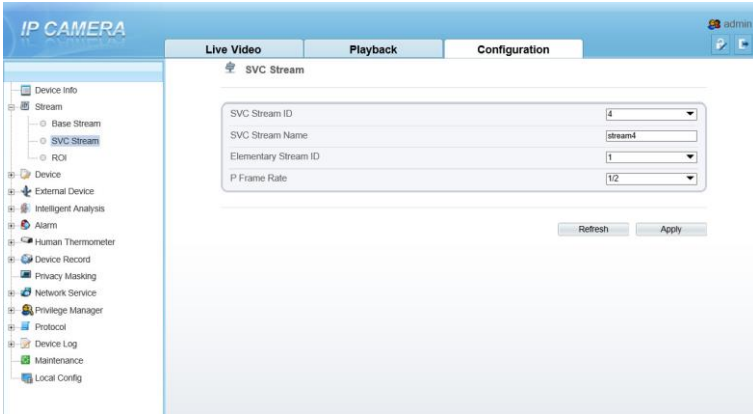 IP CAMERA
admin
Live Video Playback Configuration
SVC Stream
Device Info
Stream
Base Stream
SVC Stream
ROI
Device
External Device
Intelligent Analysis
Alarm
Human Thermometer
Device Record
Privacy Masking
Network Service
Privilege Manager
Protocol
Device Log
Maintenance
Local Config
SVC Stream ID 4
SVC Stream Name stream4
Elementary Stream ID 1
P Frame Rate 1/2
Refresh Apply